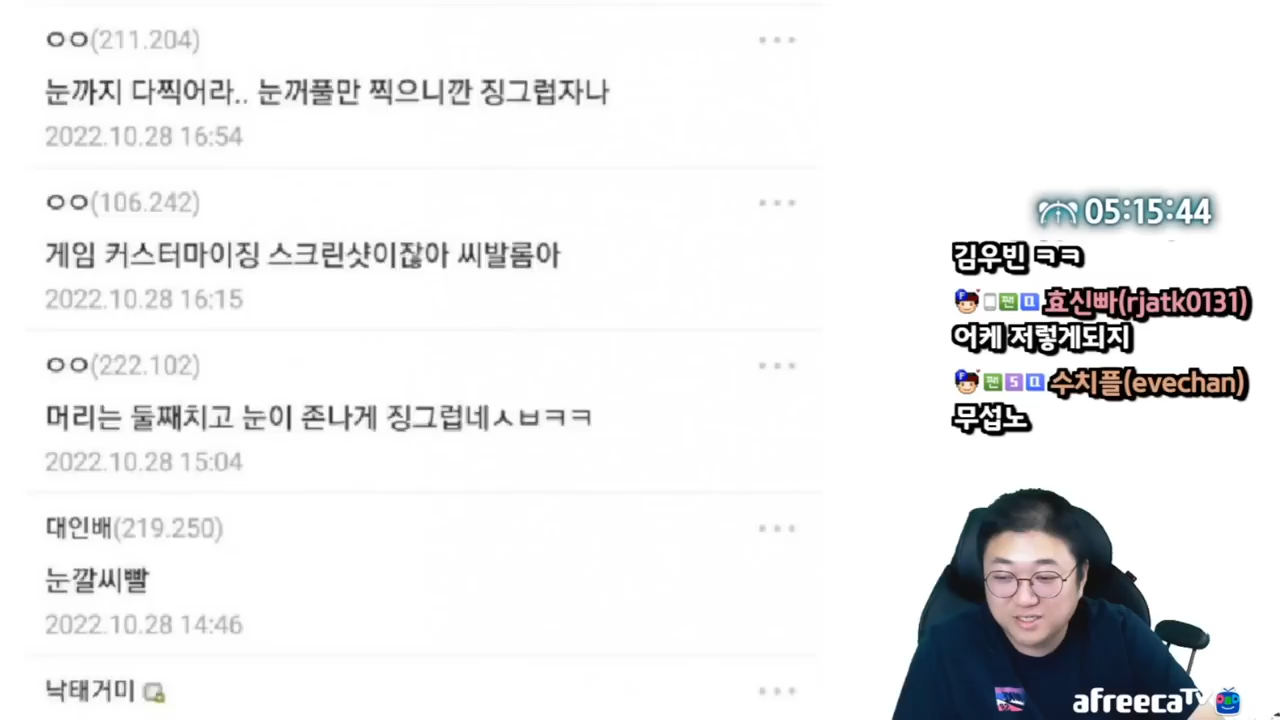 ㅇㅇ(211.204)
눈까지 다찍어라.. 눈꺼풀만 찍으니깐 징그럽자나
2022.10.28 16:54
ㅇㅇ(106.242)
게임 커스터마이징 스크린샷이잖아 씨발롬아
2022.10.28 16:15
ㅇㅇ(222.102)
머리는 둘째치고 눈이 존나게 징그럽네ㅅㅂㅋㅋ
2022.10.28 15:04
대인배(219.250)
눈깔씨빨
2022.10.28 14:46
낙태거미
05:15:44
김우빈 ㅋㅋ
팬 효신빠(rjatk0131)
어케 저렇게되지
팬 S 수치플(evechan)
무섭노
afreecaTV